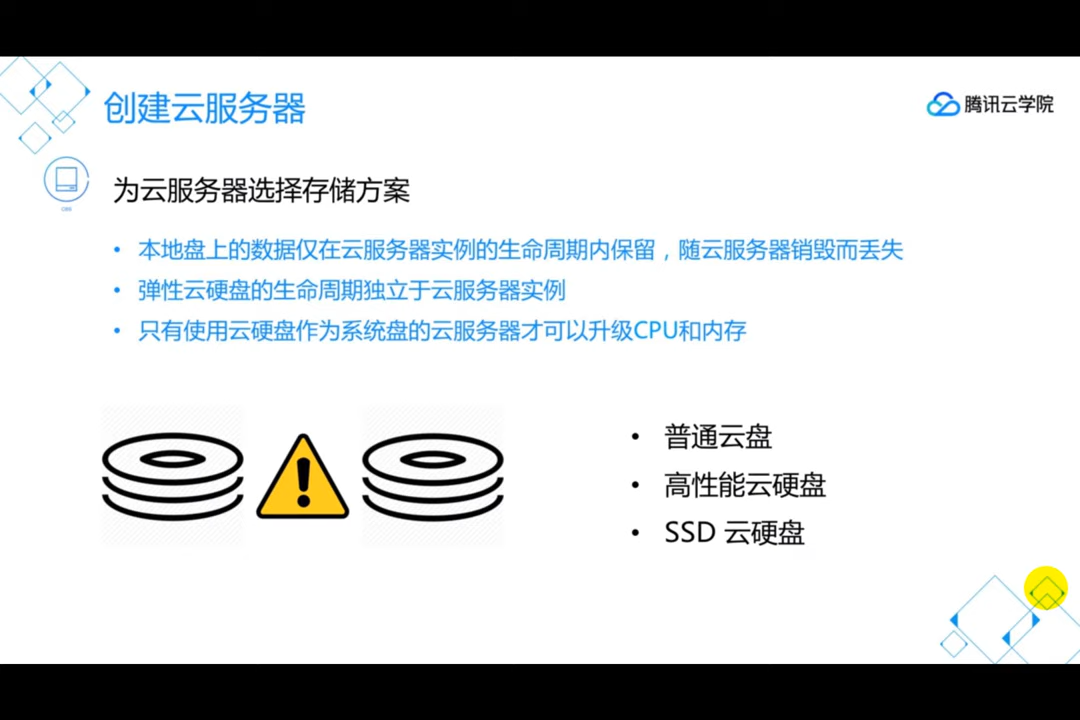 创建云服务器
腾讯云学院
为云服务器选择存储方案
• 本地盘上的数据仅在云服务器实例的生命周期内保留，随云服务器销毁而丢失
• 弹性云硬盘的生命周期独立于云服务器实例
• 只有使用云硬盘作为系统盘的云服务器才可以升级CPU和内存
• 普通云盘
• 高性能云硬盘
• SSD 云硬盘